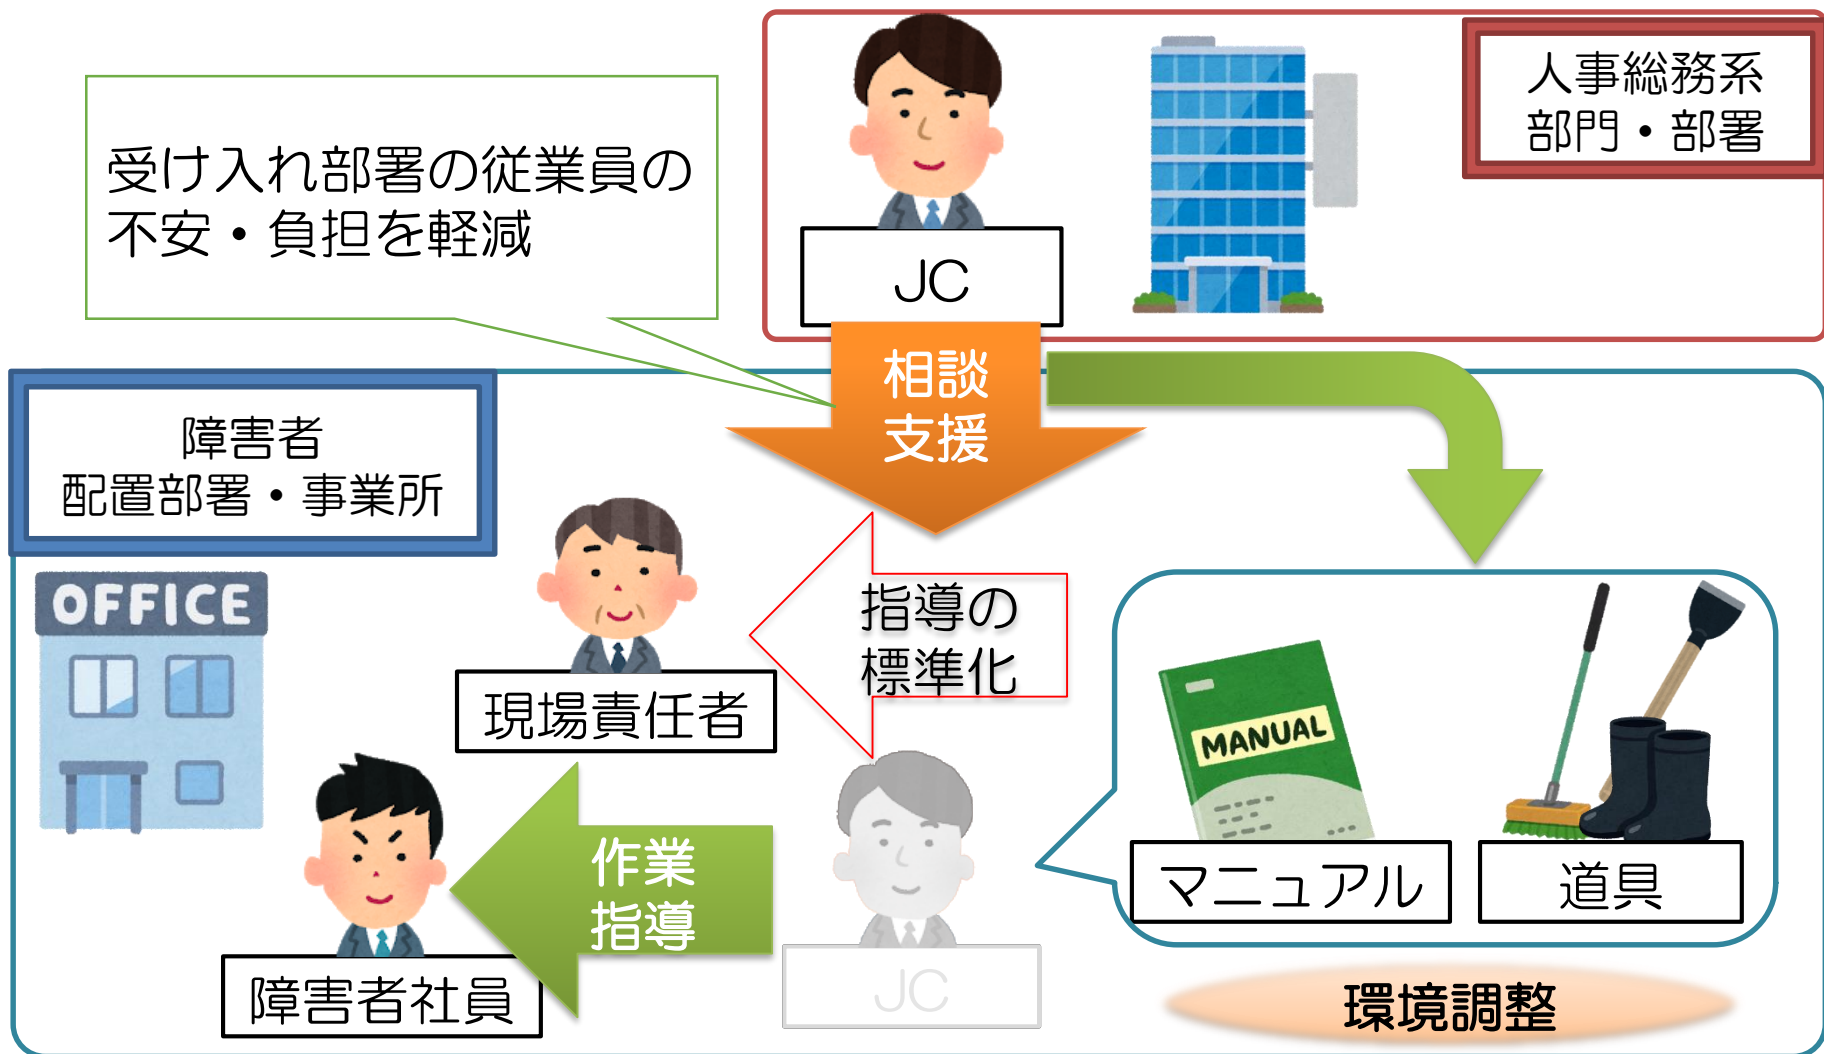 人事総務系
部門・部署
受け入れ部署の従業員の
不安・負担を軽減
JC
相談
支援
障害者
配置部署・事業所
OFFICE
指導の
標準化
現場責任者
MANUAL
マニュアル
道具
作業
指導
障害者社員
JC
環境調整